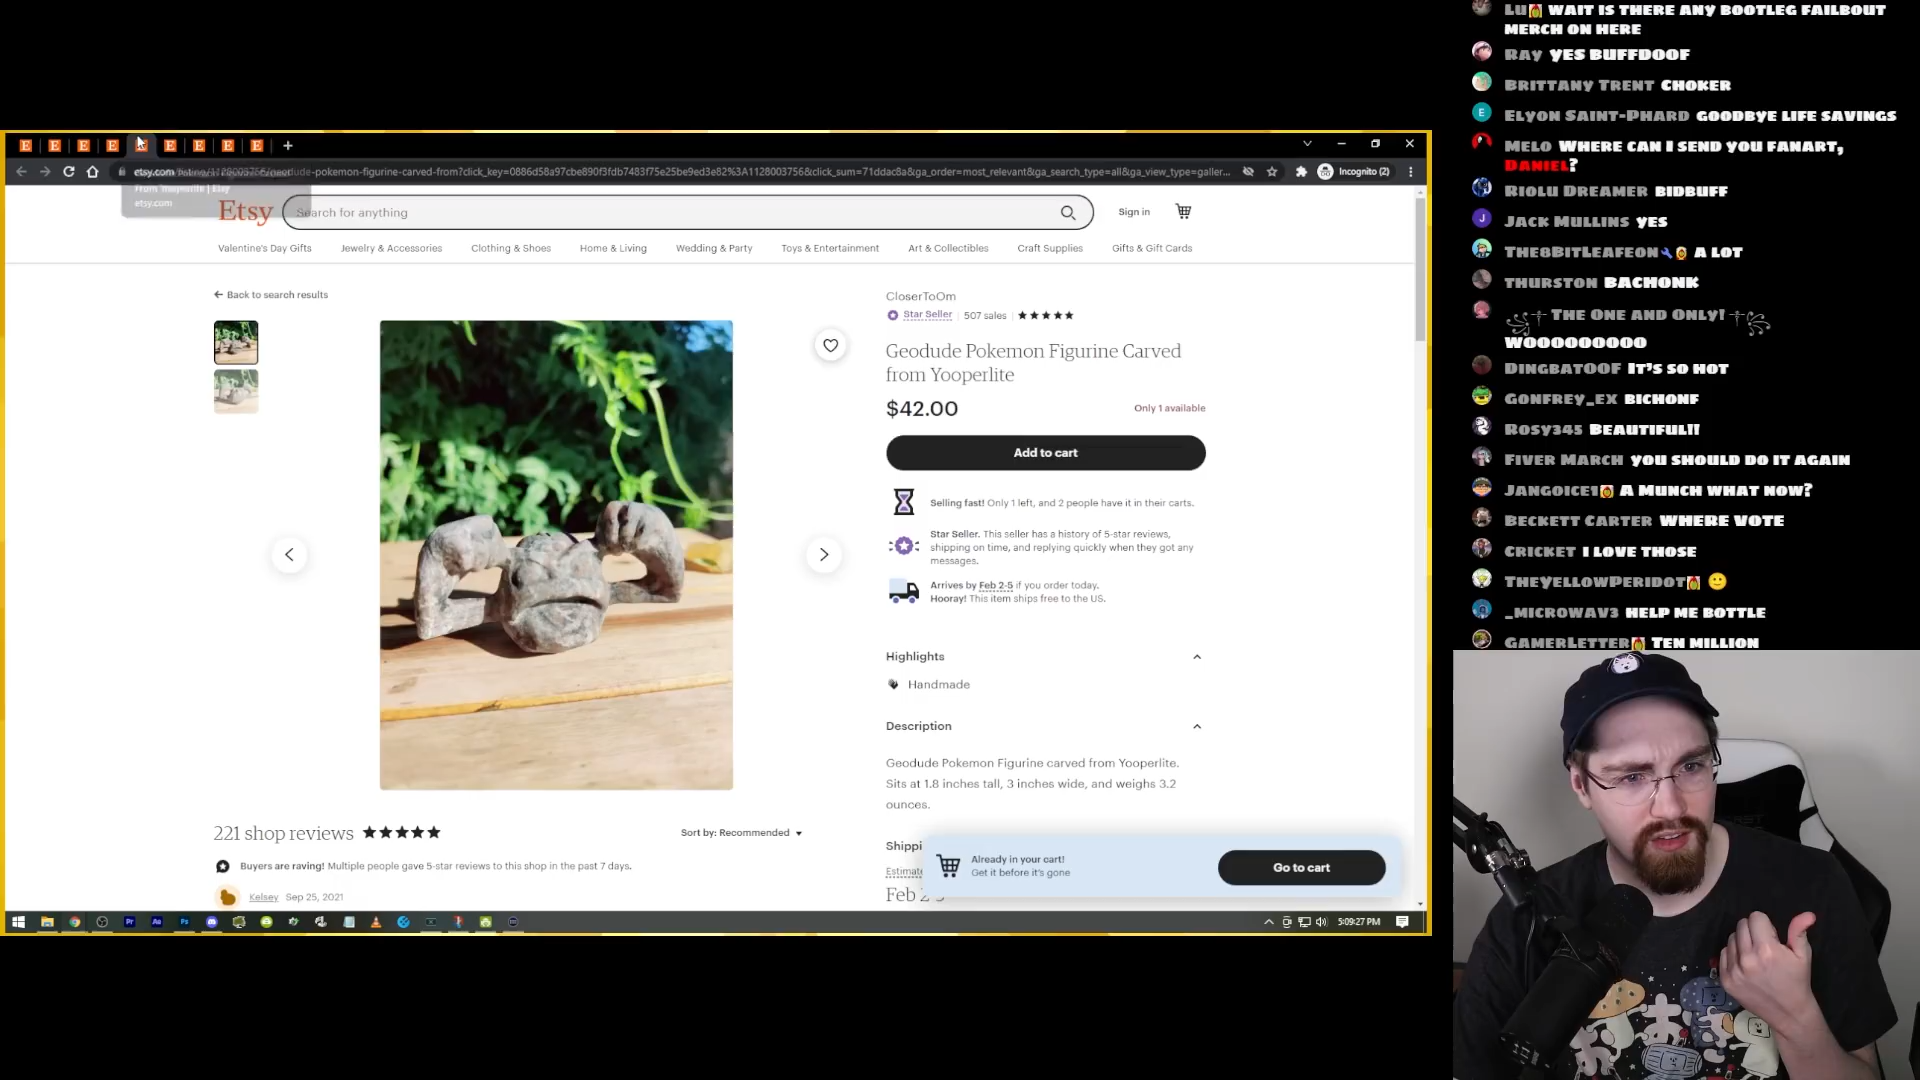 etsy.com
From Yooperlite | Etsy
etsy.com
Incognito (2)
Etsy
Search for anything
Sign in
Valentine's Day Gifts
Jewelry & Accessories
Clothing & Shoes
Home & Living
Wedding & Party
Toys & Entertainment
Art & Collectibles
Craft Supplies
Gifts & Gift Cards
Back to search results
CloserToOm
Star Seller | 507 sales
Geodude Pokemon Figurine Carved
from Yooperlite
$42.00
Only 1 available
Add to cart
Selling fast! Only 1 left, and 2 people have it in their carts.
Star Seller. This seller has a history of 5-star reviews,
shipping on time, and replying quickly when they got any
messages.
Arrives by Feb 2-5 if you order today.
Hooray! This item ships free to the US.
Highlights
Handmade
Description
Geodude Pokemon Figurine carved from Yooperlite.
Sits at 1.8 inches tall, 3 inches wide, and weighs 3.2
ounces.
221 shop reviews
Sort by: Recommended
Buyers are raving! Multiple people gave 5-star reviews to this shop in the past 7 days.
Kelsey Sep 25, 2021
Already in your cart!
Get it before it's gone
Go to cart
5:09:27 PM
Lu WAIT IS THERE ANY BOOTLEG FAILBOUT
MERCH ON HERE
Ray YES BUFFDOOF
Brittany Trent CHOKER
Elyon Saint-Phard GOODBYE LIFE SAVINGS
Melo WHERE CAN I SEND YOU FANART,
DANIEL?
Riolu Dreamer BIDBUFF
Jack Mullins YES
The8BitLeafeon A LOT
thurston BACHONK
The One and Only!
WOOOOOOOOO
DingbatOOF IT'S SO HOT
Gonfrey_EX BICHONF
Rosy345 BEAUTIFUL!!
Fiver March YOU SHOULD DO IT AGAIN
Jangoice1 A MUNCH WHAT NOW?
Beckett Carter WHERE VOTE
Cricket I LOVE THOSE
TheYellowPeridot 🙂
_Microwav3 HELP ME BOTTLE
GamerLetter TEN MILLION